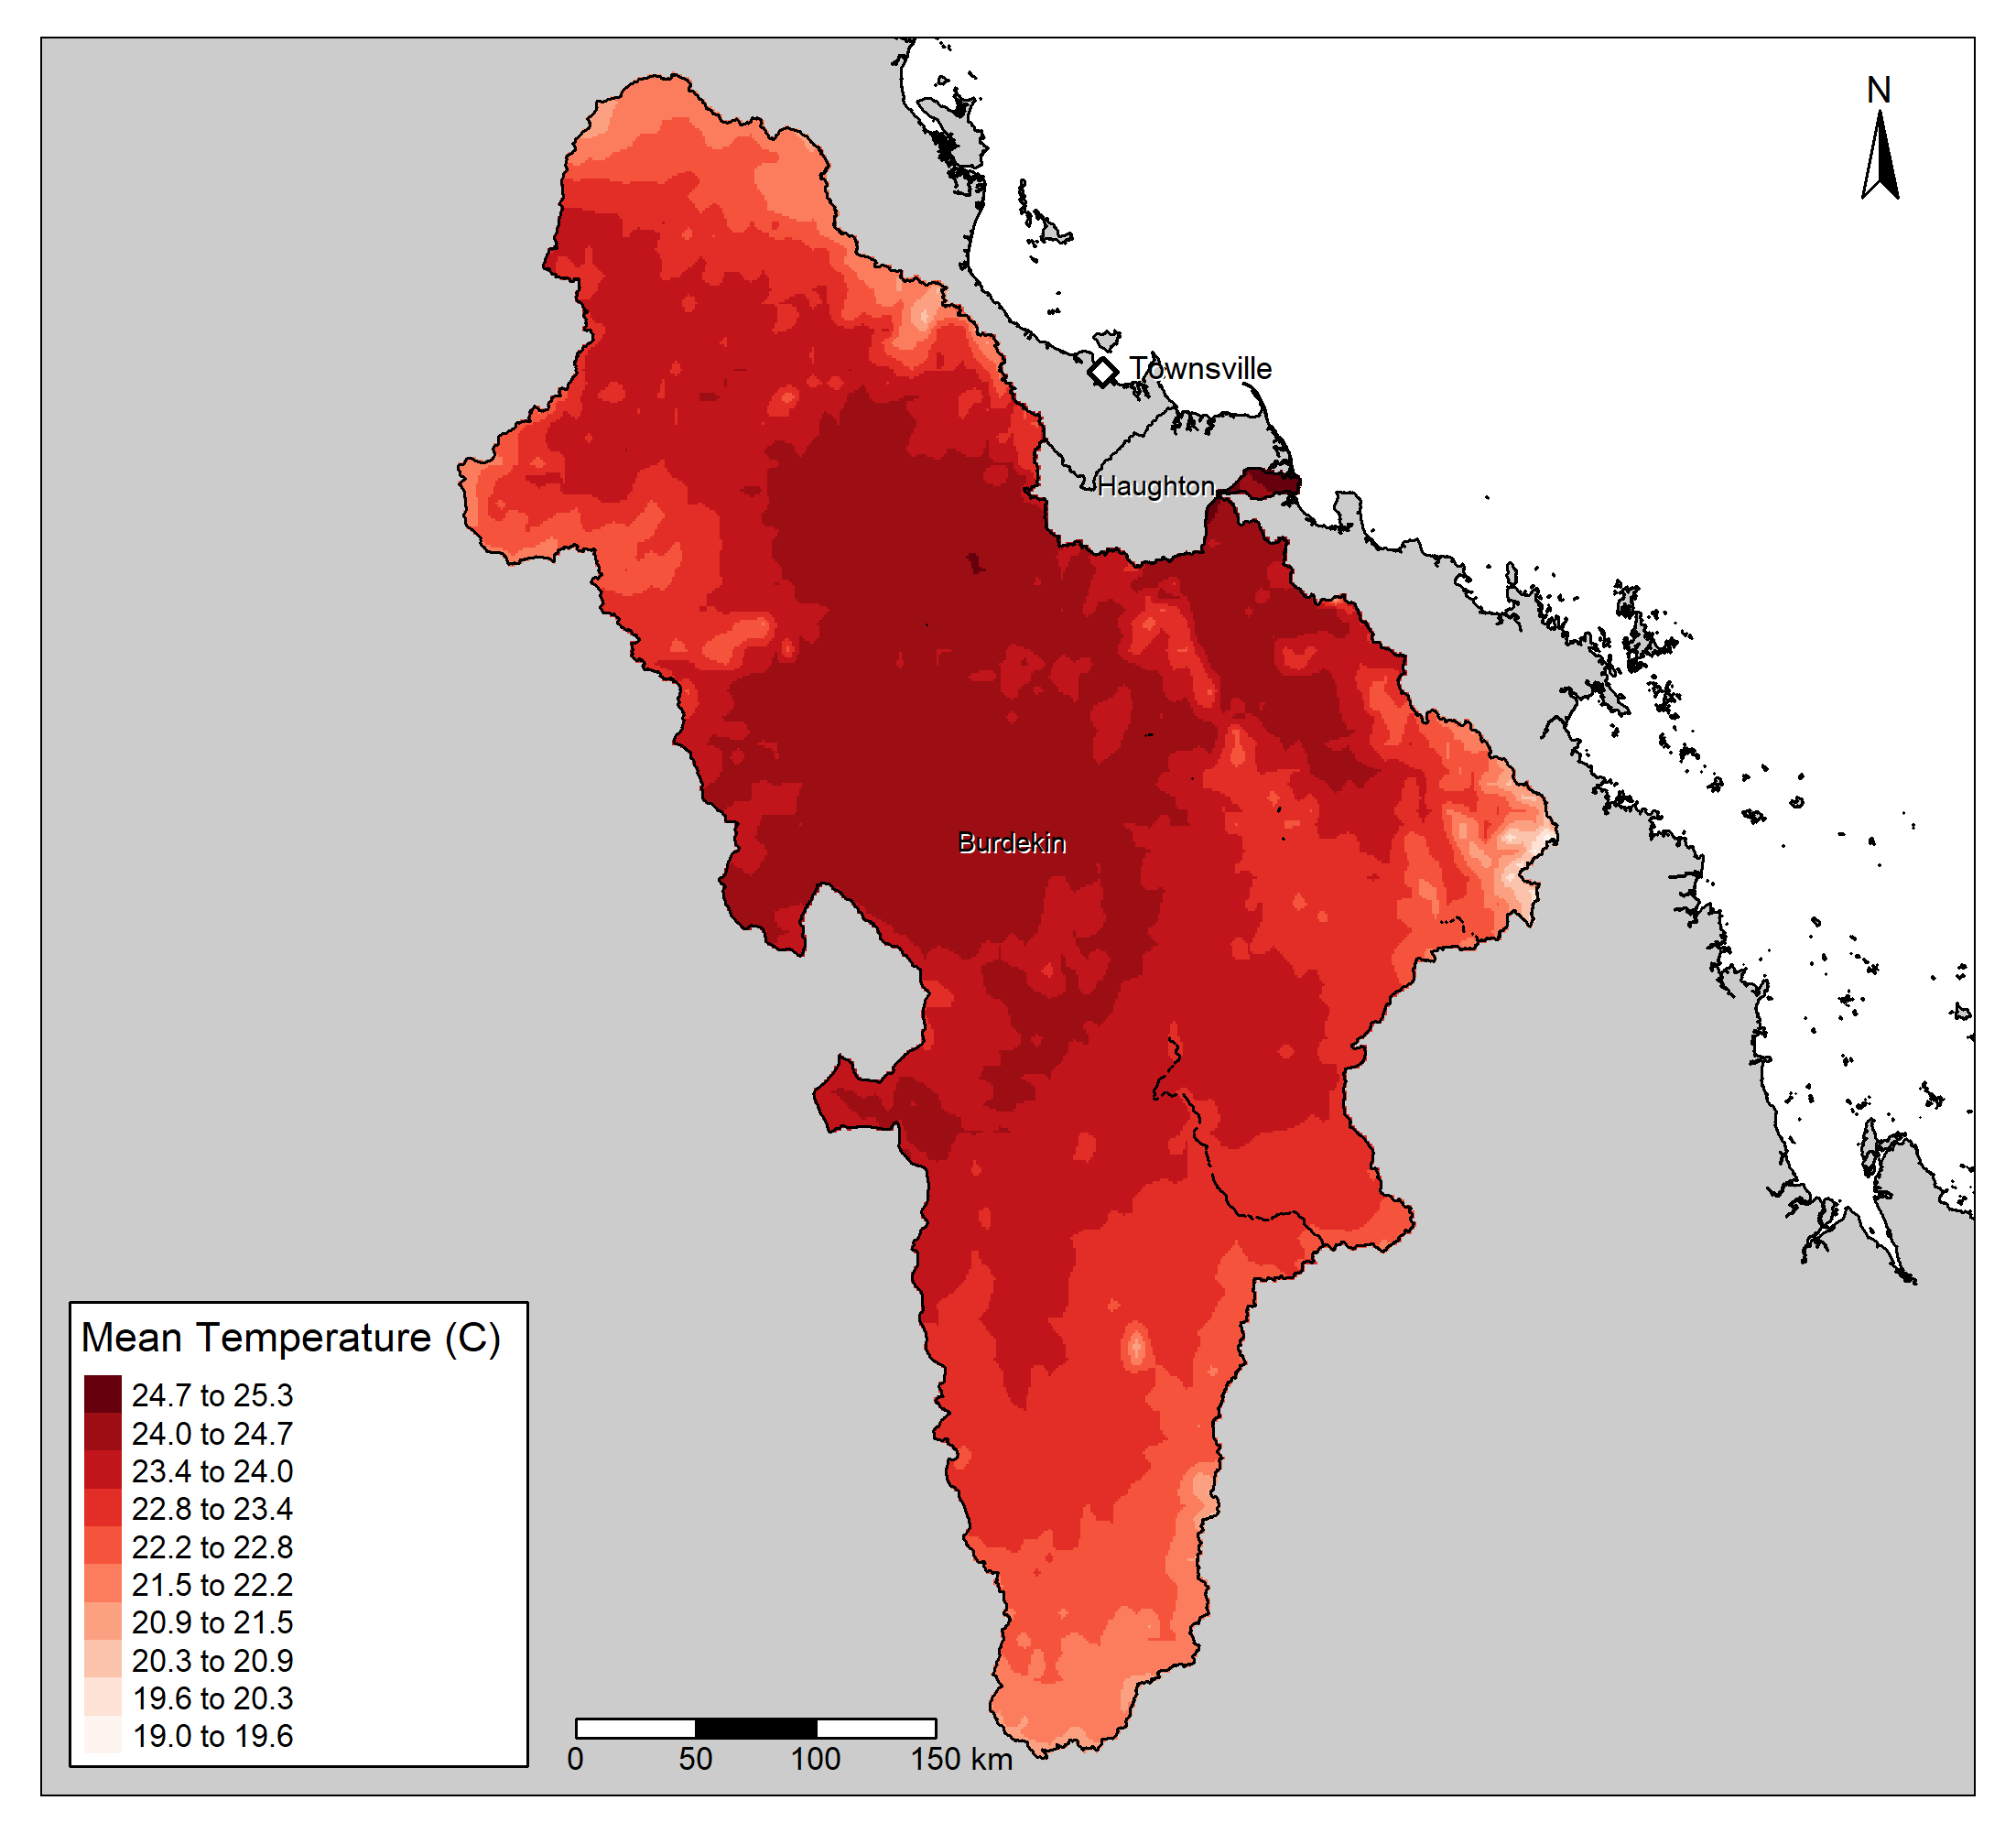 N
Townsville
Haughton
Burdekin
Mean Temperature (C)
24.7 to 25.3
24.0 to 24.7
23.4 to 24.0
22.8 to 23.4
22.2 to 22.8
21.5 to 22.2
20.9 to 21.5
20.3 to 20.9
19.6 to 20.3
19.0 to 19.6
0 50 100 150 km